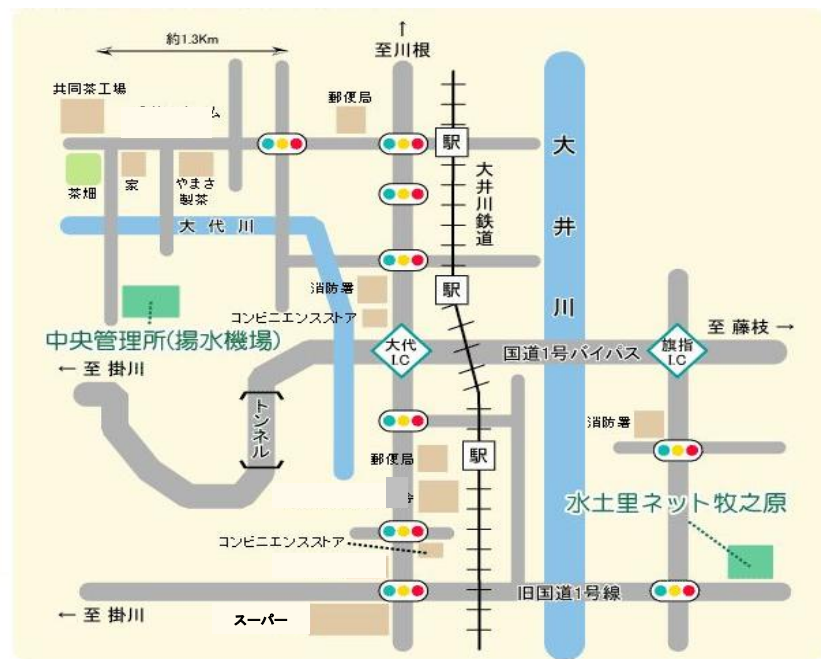 約1.3Km
↑
至川根
共同茶工場
ム
郵便局
駅
大井川
茶畑
家
やまさ
製茶
大井川鉄道
大代川
消防署
駅
コンビニエンスストア
中央管理所(揚水機場)
大代
I.C
国道1号バイパス
旗指
I.C
至 藤枝 →
← 至 掛川
トンネル
消防署
郵便局
駅
水土里ネット牧之原
コンビニエンスストア
旧国道1号線
← 至 掛川
スーパー